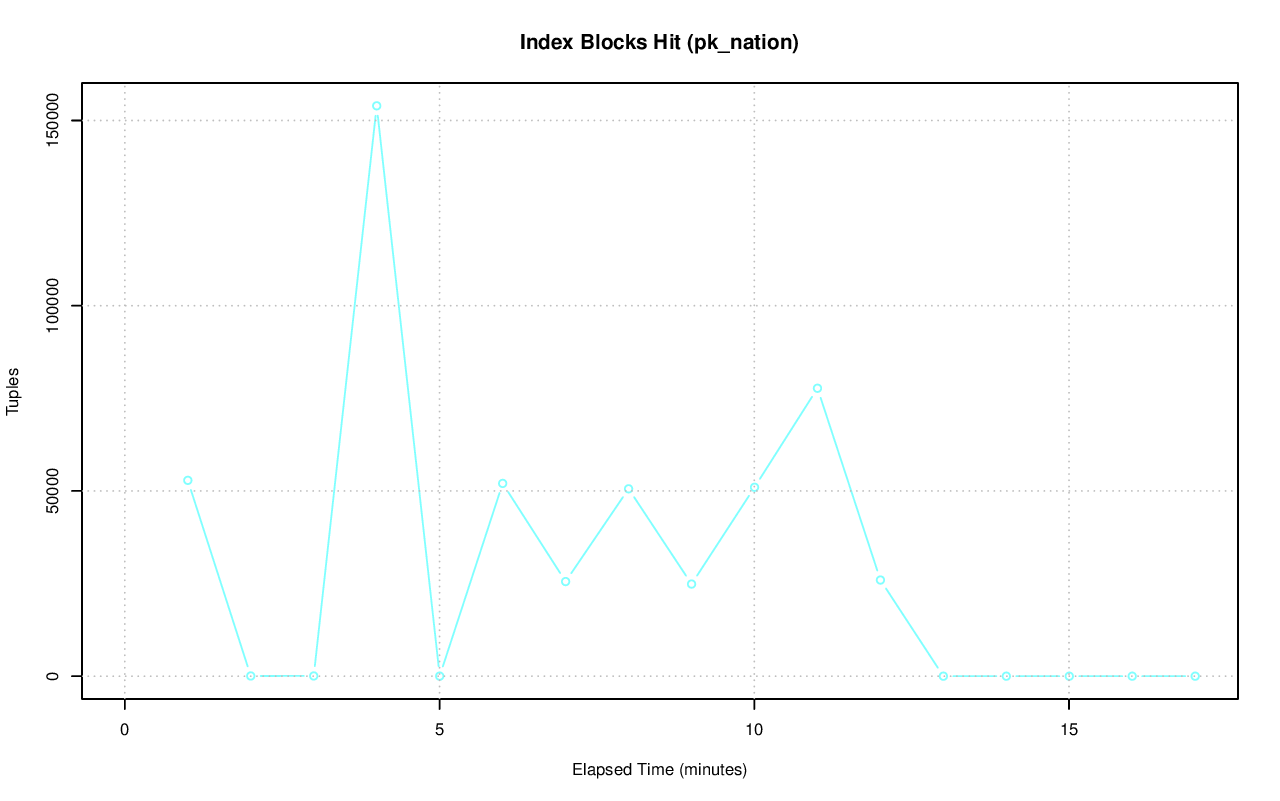 Index Blocks Hit (pk_nation)
150000
100000
50000
0
Tuples
0 5 10 15
Elapsed Time (minutes)